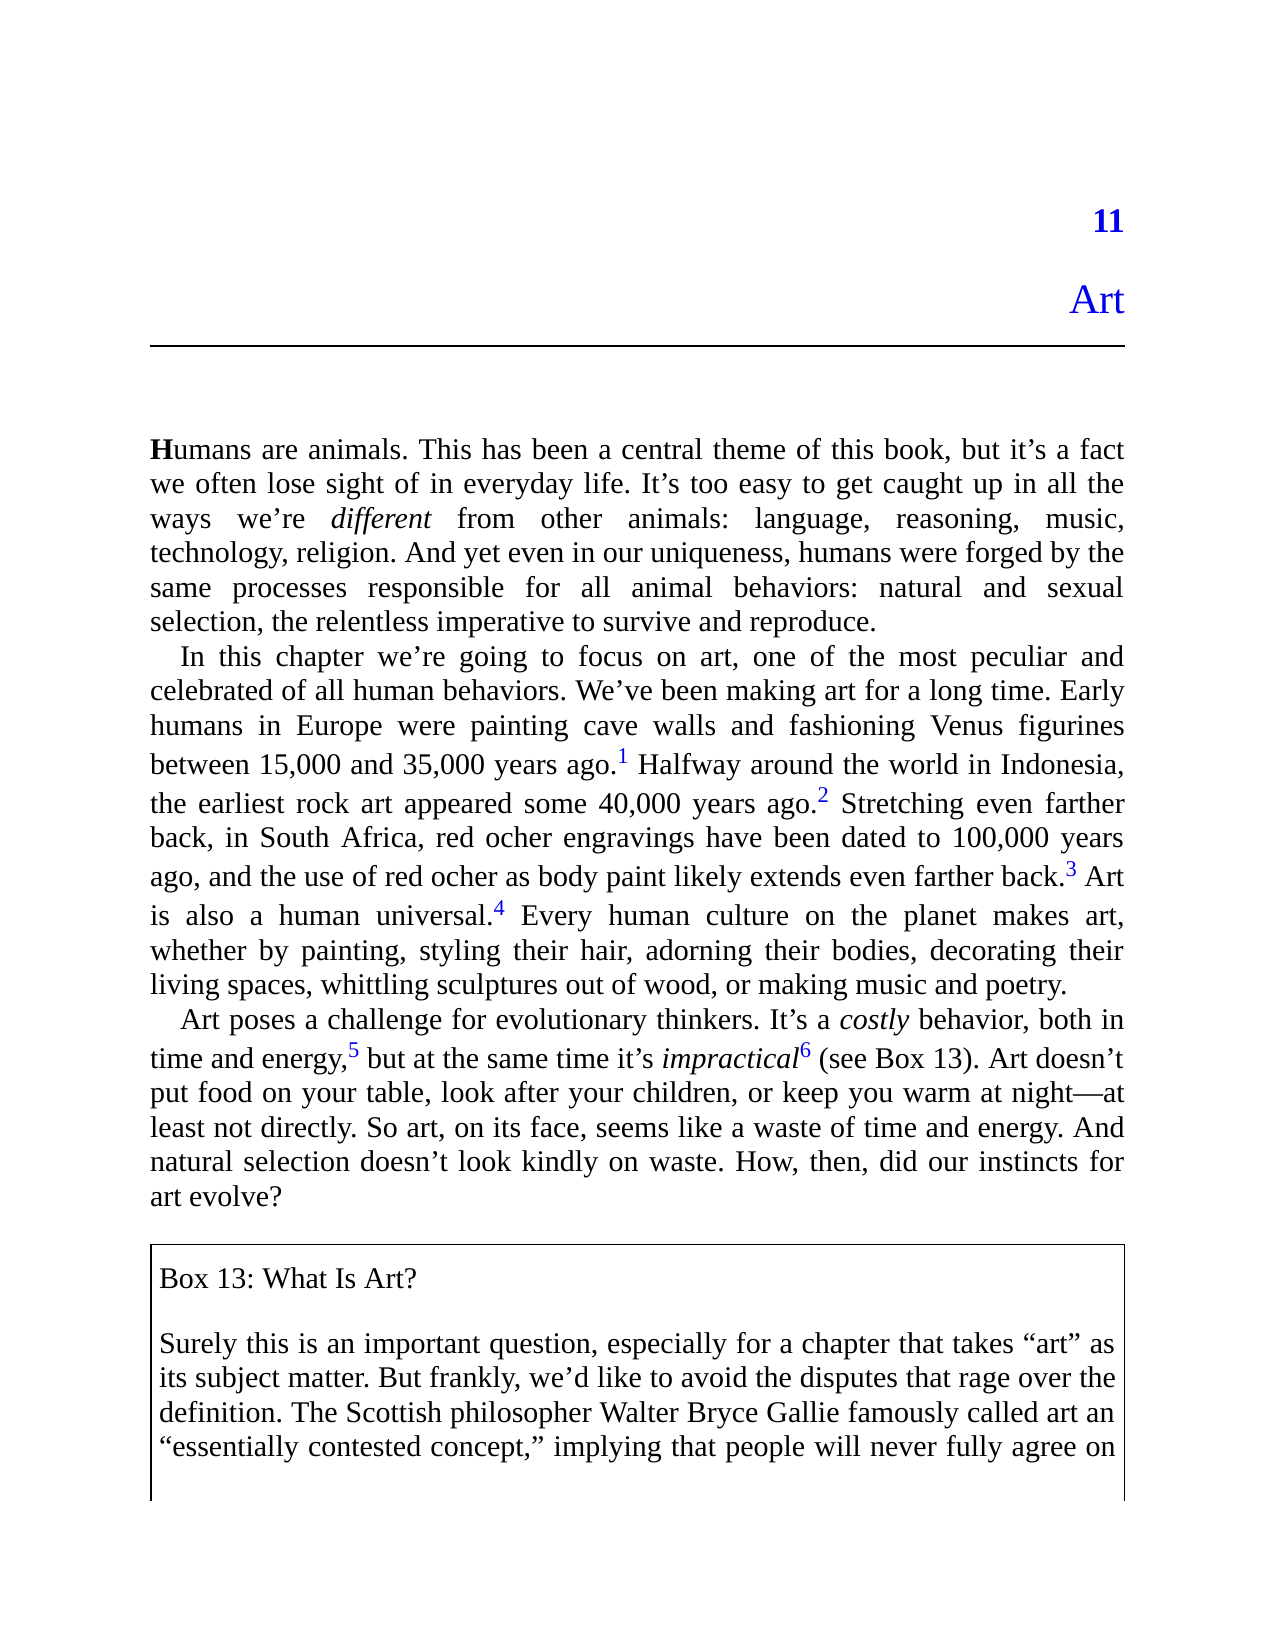 11
Art
Humans are animals. This has been a central theme of this book, but it’s a fact
we often lose sight of in everyday life. It’s too easy to get caught up in all the
ways we’re different from other animals: language, reasoning, music,
technology, religion. And yet even in our uniqueness, humans were forged by the
same processes responsible for all animal behaviors: natural and sexual
selection, the relentless imperative to survive and reproduce.
In this chapter we’re going to focus on art, one of the most peculiar and
celebrated of all human behaviors. We’ve been making art for a long time. Early
humans in Europe were painting cave walls and fashioning Venus figurines
between 15,000 and 35,000 years ago.1 Halfway around the world in Indonesia,
the earliest rock art appeared some 40,000 years ago.2 Stretching even farther
back, in South Africa, red ocher engravings have been dated to 100,000 years
ago, and the use of red ocher as body paint likely extends even farther back.3 Art
is also a human universal.4 Every human culture on the planet makes art,
whether by painting, styling their hair, adorning their bodies, decorating their
living spaces, whittling sculptures out of wood, or making music and poetry.
Art poses a challenge for evolutionary thinkers. It’s a costly behavior, both in
time and energy,5 but at the same time it’s impractical6 (see Box 13). Art doesn’t
put food on your table, look after your children, or keep you warm at night—at
least not directly. So art, on its face, seems like a waste of time and energy. And
natural selection doesn’t look kindly on waste. How, then, did our instincts for
art evolve?
Box 13: What Is Art?
Surely this is an important question, especially for a chapter that takes “art” as
its subject matter. But frankly, we’d like to avoid the disputes that rage over the
definition. The Scottish philosopher Walter Bryce Gallie famously called art an
“essentially contested concept,” implying that people will never fully agree on